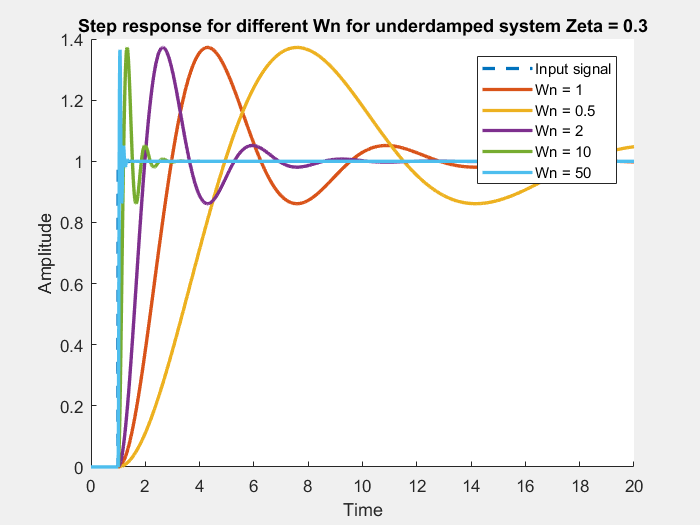 Step response for different Wn for underdamped system Zeta = 0.3
Input signal
Wn = 1
Wn = 0.5
Wn = 2
Wn = 10
Wn = 50
1.4
1.2
1
0.8
0.6
0.4
0.2
0
Amplitude
0 2 4 6 8 10 12 14 16 18 20
Time